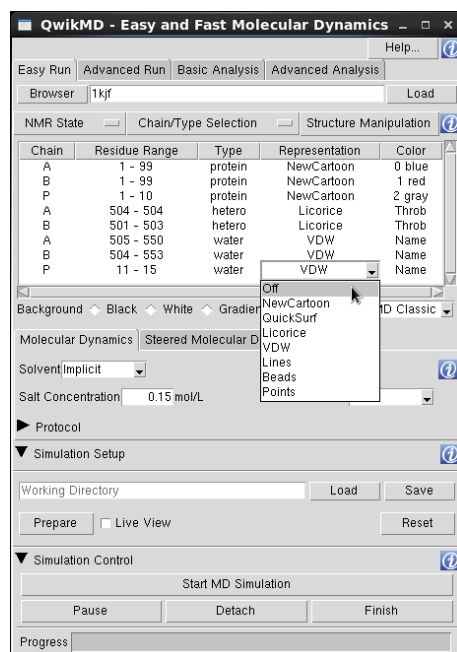 QwikMD - Easy and Fast Molecular Dynamics
Help...
Easy Run Advanced Run Basic Analysis Advanced Analysis
Browser 1kjf Load
NMR State Chain/Type Selection Structure Manipulation
Chain Residue Range Type Representation Color
A 1 - 99 protein NewCartoon 0 blue
B 1 - 99 protein NewCartoon 1 red
P 1 - 10 protein NewCartoon 2 gray
A 504 - 504 hetero Licorice Throb
B 501 - 503 hetero Licorice Throb
A 505 - 550 water VDW Name
B 504 - 553 water VDW Name
P 11 - 15 water VDW Name
Off
NewCartoon
QuickSurf
Licorice
VDW
Lines
Beads
Points
Background Black White Gradien MD Classic
Molecular Dynamics Steered Molecular D
Solvent Implicit
Salt Concentration 0.15 mol/L
Protocol
Simulation Setup
Working Directory Load Save
Prepare Live View Reset
Simulation Control
Start MD Simulation
Pause Detach Finish
Progress